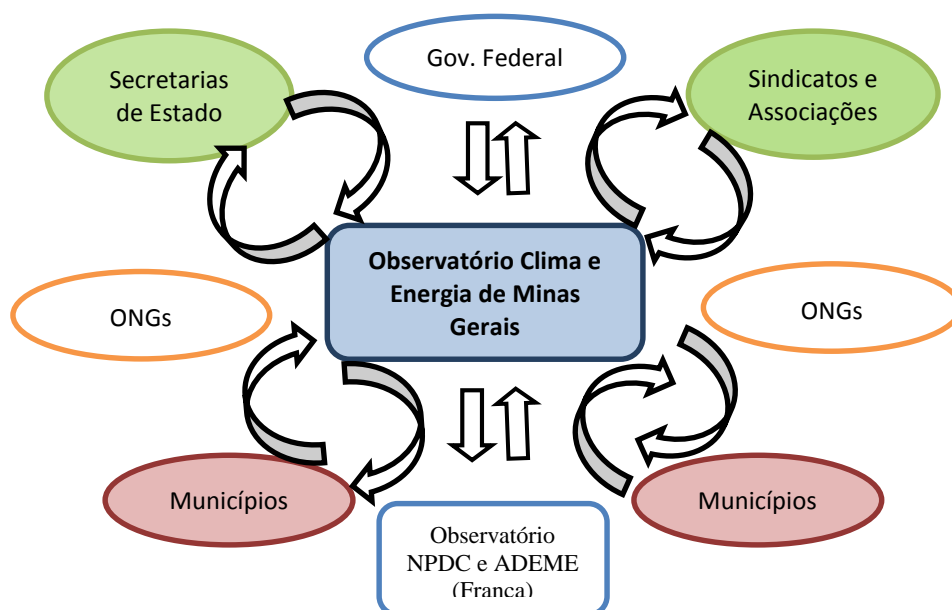 Gov. Federal
Secretarias
de Estado
Sindicatos e
Associações
Observatório Clima e
Energia de Minas
Gerais
ONGs
ONGs
Municípios
Municípios
Observatório
NPDC e ADEME
(França)